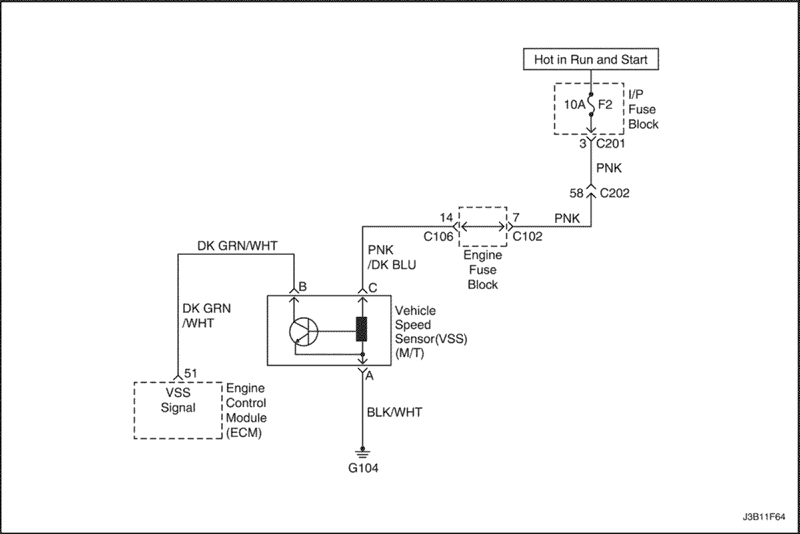 Hot in Run and Start
10A F2
I/P
Fuse
Block
3 C201
PNK
58 C202
14
7
PNK
C106
C102
Engine
Fuse
Block
PNK
/DK BLU
DK GRN/WHT
B
C
DK GRN
/WHT
Vehicle
Speed
Sensor(VSS)
(M/T)
A
51
VSS
Signal
Engine
Control
Module
(ECM)
BLK/WHT
G104
J3B11F64